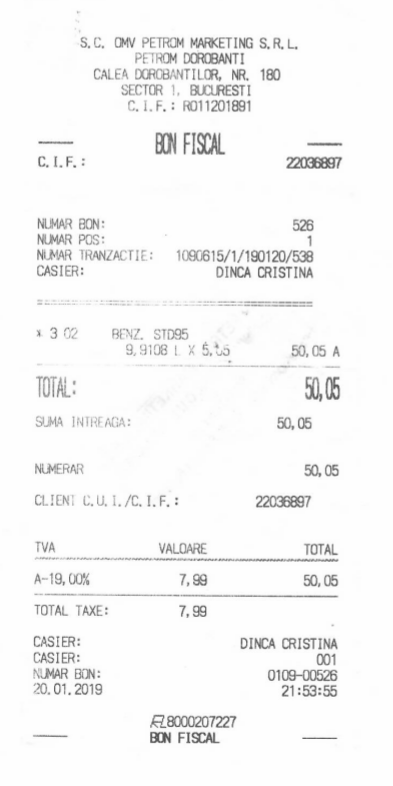 S.C. OMV PETROM MARKETING S.R.L.
PETROM DOROBANTI
CALEA DOROBANTILOR, NR. 180
SECTOR 1, BUCURESTI
C.I.F.: RO11201891
BON FISCAL
C.I.F.: 22036897
NUMAR BON: 526
NUMAR POS: 1
NUMAR TRANZACTIE: 1090615/1/190120/538
CASIER: DINCA CRISTINA
* 3 02 BENZ. STD95
9,9108 L X 5,05 50,05 A
TOTAL: 50,05
SUMA INTREAGA: 50,05
NUMERAR 50,05
CLIENT C.U.I./C.I.F.: 22036897
TVA VALOARE TOTAL
A-19,00% 7,99 50,05
TOTAL TAXE: 7,99
CASIER: DINCA CRISTINA
CASIER: 001
NUMAR BON: 0109-00526
20.01.2019 21:53:55
8000207227
BON FISCAL